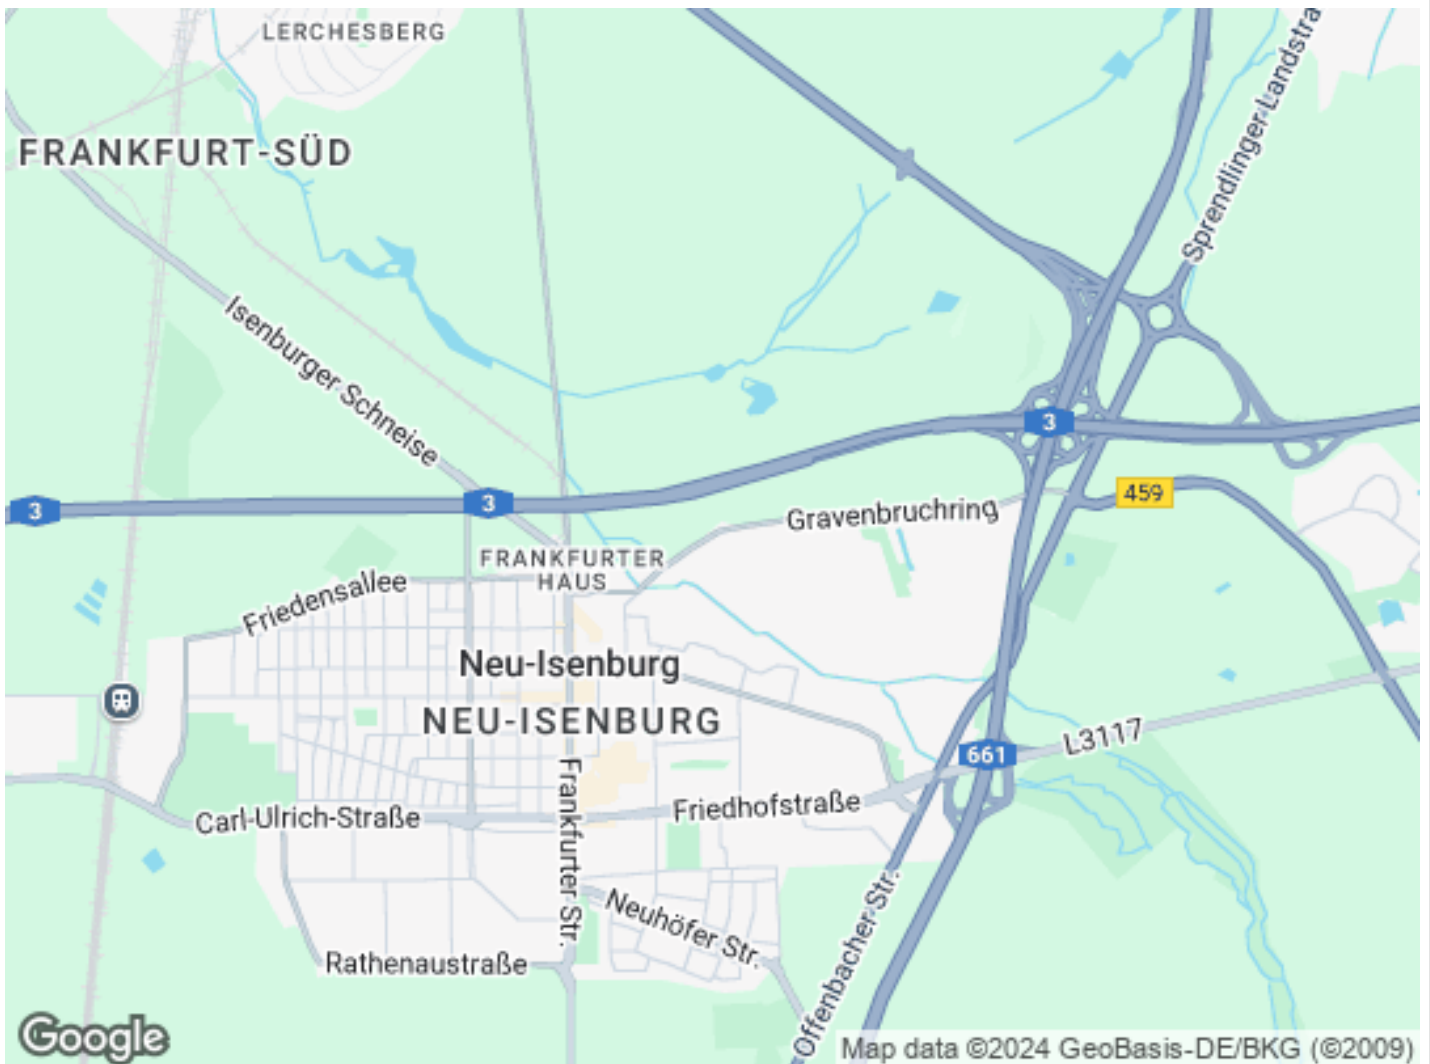 LERCHESBERG
FRANKFURT-SÜD
Sprendlinger Landstra
Isenburger Schneise
3
3
3
459
Gravenbruchring
FRANKFURTER
HAUS
Friedensallee
Neu-Isenburg
NEU-ISENBURG
661
L3117
Carl-Ulrich-Straße
Frankfurter Str.
Friedhofstraße
Neuhöfer Str.
Offenbacher Str.
Rathenaustraße
Google
Map data ©2024 GeoBasis-DE/BKG (©2009)